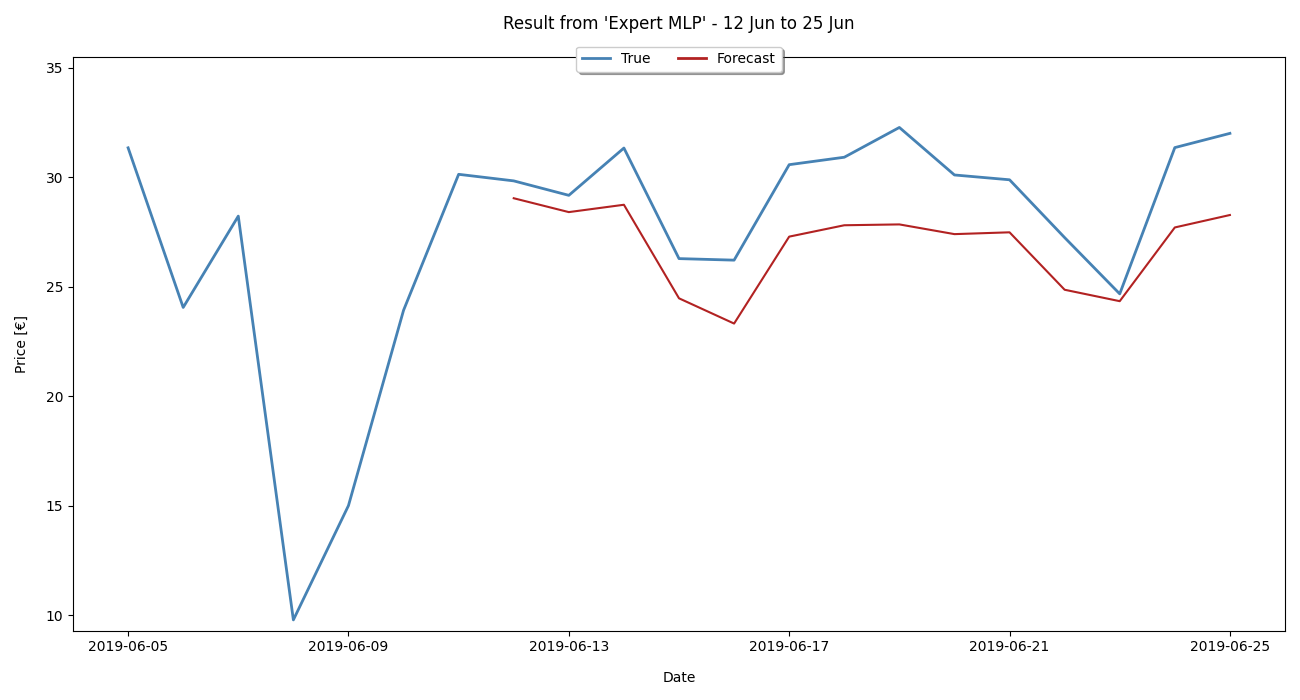 Result from 'Expert MLP' - 12 Jun to 25 Jun
True Forecast
35
30
25
20
15
10
Price [€]
2019-06-05 2019-06-09 2019-06-13 2019-06-17 2019-06-21 2019-06-25
Date